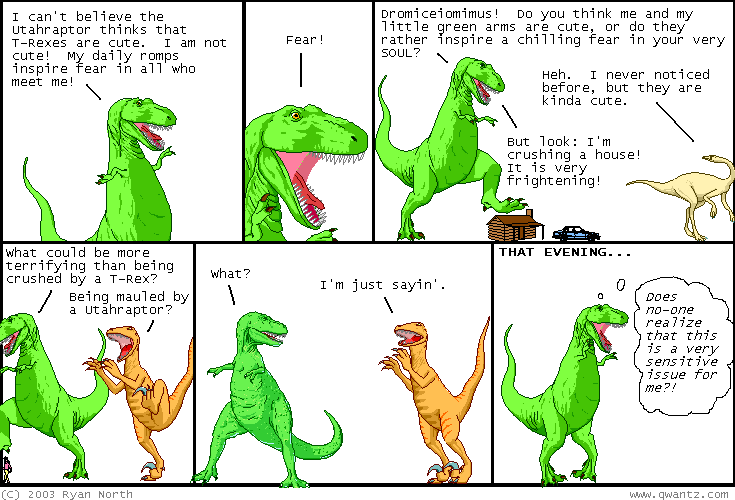 I can't believe the
Utahraptor thinks that
T-Rexes are cute.  I am not
cute!  My daily romps
inspire fear in all who
meet me!
Fear!
Dromiceiomimus!  Do you think me and my
little green arms are cute, or do they
rather inspire a chilling fear in your very
SOUL?
Heh.  I never noticed
before, but they are
kinda cute.
But look: I'm
crushing a house!
It is very
frightening!
What could be more
terrifying than being
crushed by a T-Rex?
Being mauled by
a Utahraptor?
What?
I'm just sayin'.
THAT EVENING...
Does
no-one
realize
that this
is a very
sensitive
issue for
me?!
(C) 2003 Ryan North
www.qwantz.com